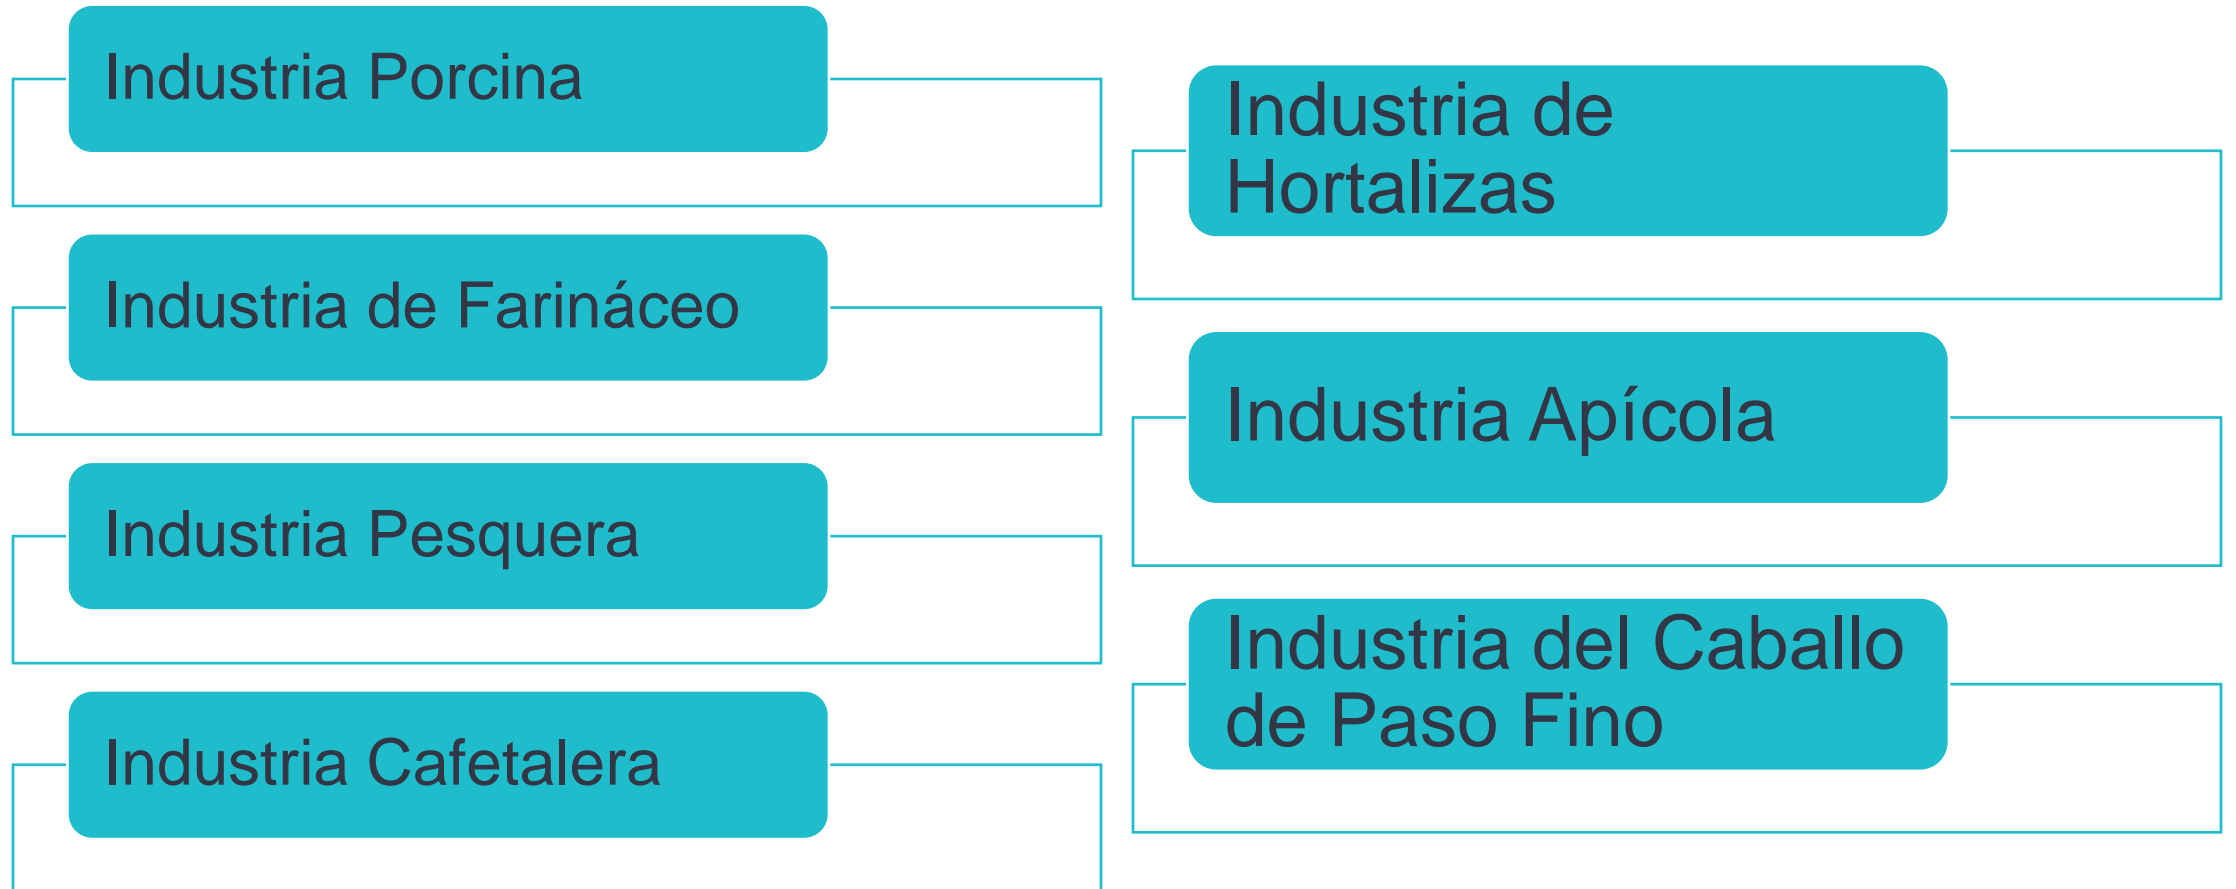 Industria Porcina
Industria de Farináceo
Industria Pesquera
Industria Cafetalera
Industria de
Hortalizas
Industria Apícola
Industria del Caballo
de Paso Fino